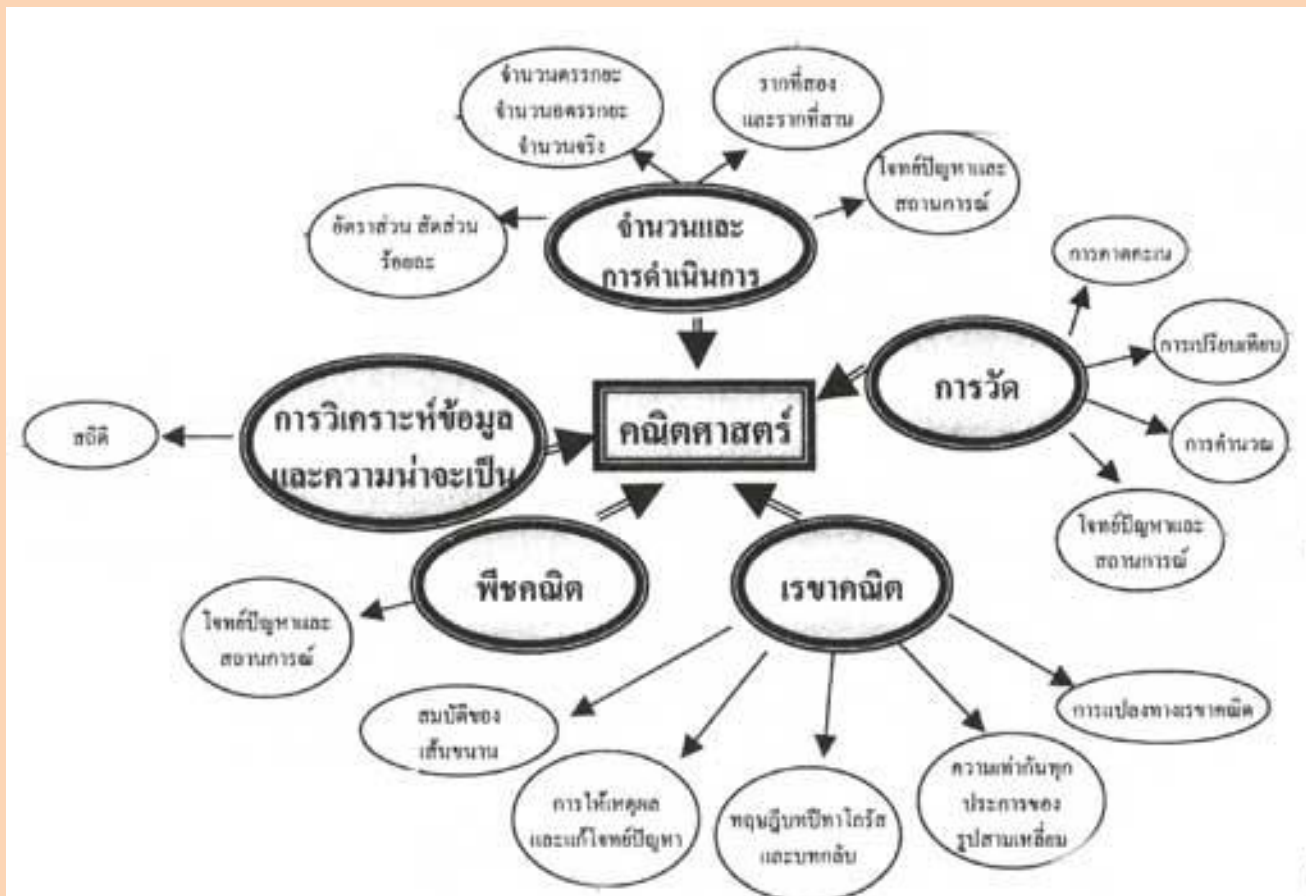 จำนวนตรรกยะ
จำนวนอตรรกยะ
จำนวนจริง
รากที่สอง
และรากที่สาม
โจทย์ปัญหาและ
สถานการณ์
อัตราส่วน สัดส่วน
ร้อยละ
จำนวนและ
การดำเนินการ
การคาดคะเน
การเปรียบเทียบ
การวัด
การคำนวณ
โจทย์ปัญหาและ
สถานการณ์
สถิติ
การวิเคราะห์ข้อมูล
และความน่าจะเป็น
คณิตศาสตร์
พีชคณิต
เรขาคณิต
โจทย์ปัญหาและ
สถานการณ์
สมบัติของ
เส้นขนาน
การให้เหตุผล
และแก้โจทย์ปัญหา
ทฤษฎีบทปีทาโกรัส
และบทกลับ
ความเท่ากันทุก
ประการของ
รูปสามเหลี่ยม
การแปลงทางเรขาคณิต